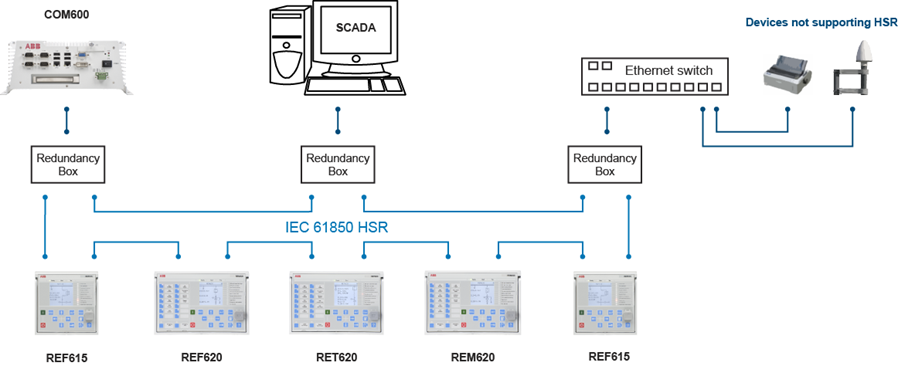 COM600
ABB
SCADA
Devices not supporting HSR
Ethernet switch
Redundancy
Box
Redundancy
Box
Redundancy
Box
IEC 61850 HSR
REF615
REF620
RET620
REM620
REF615